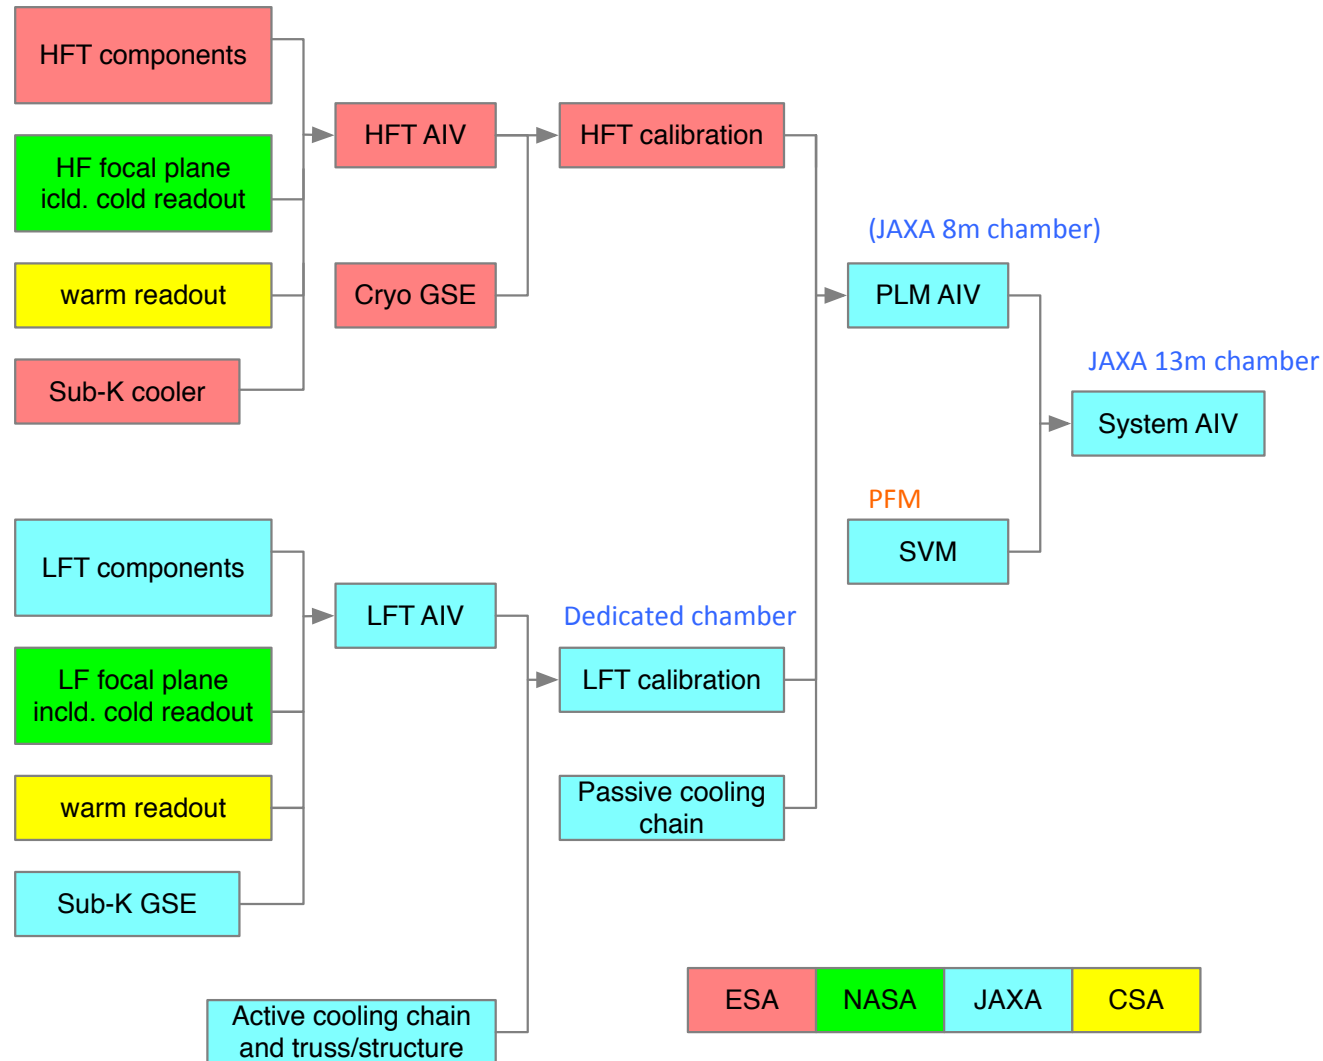 HFT components
HF focal plane
icld. cold readout
warm readout
Sub-K cooler
HFT AIV
Cryo GSE
HFT calibration
(JAXA 8m chamber)
PLM AIV
JAXA 13m chamber
System AIV
PFM
SVM
LFT components
LF focal plane
incld. cold readout
warm readout
Sub-K GSE
LFT AIV
Dedicated chamber
LFT calibration
Passive cooling
chain
Active cooling chain
and truss/structure
ESA
NASA
JAXA
CSA